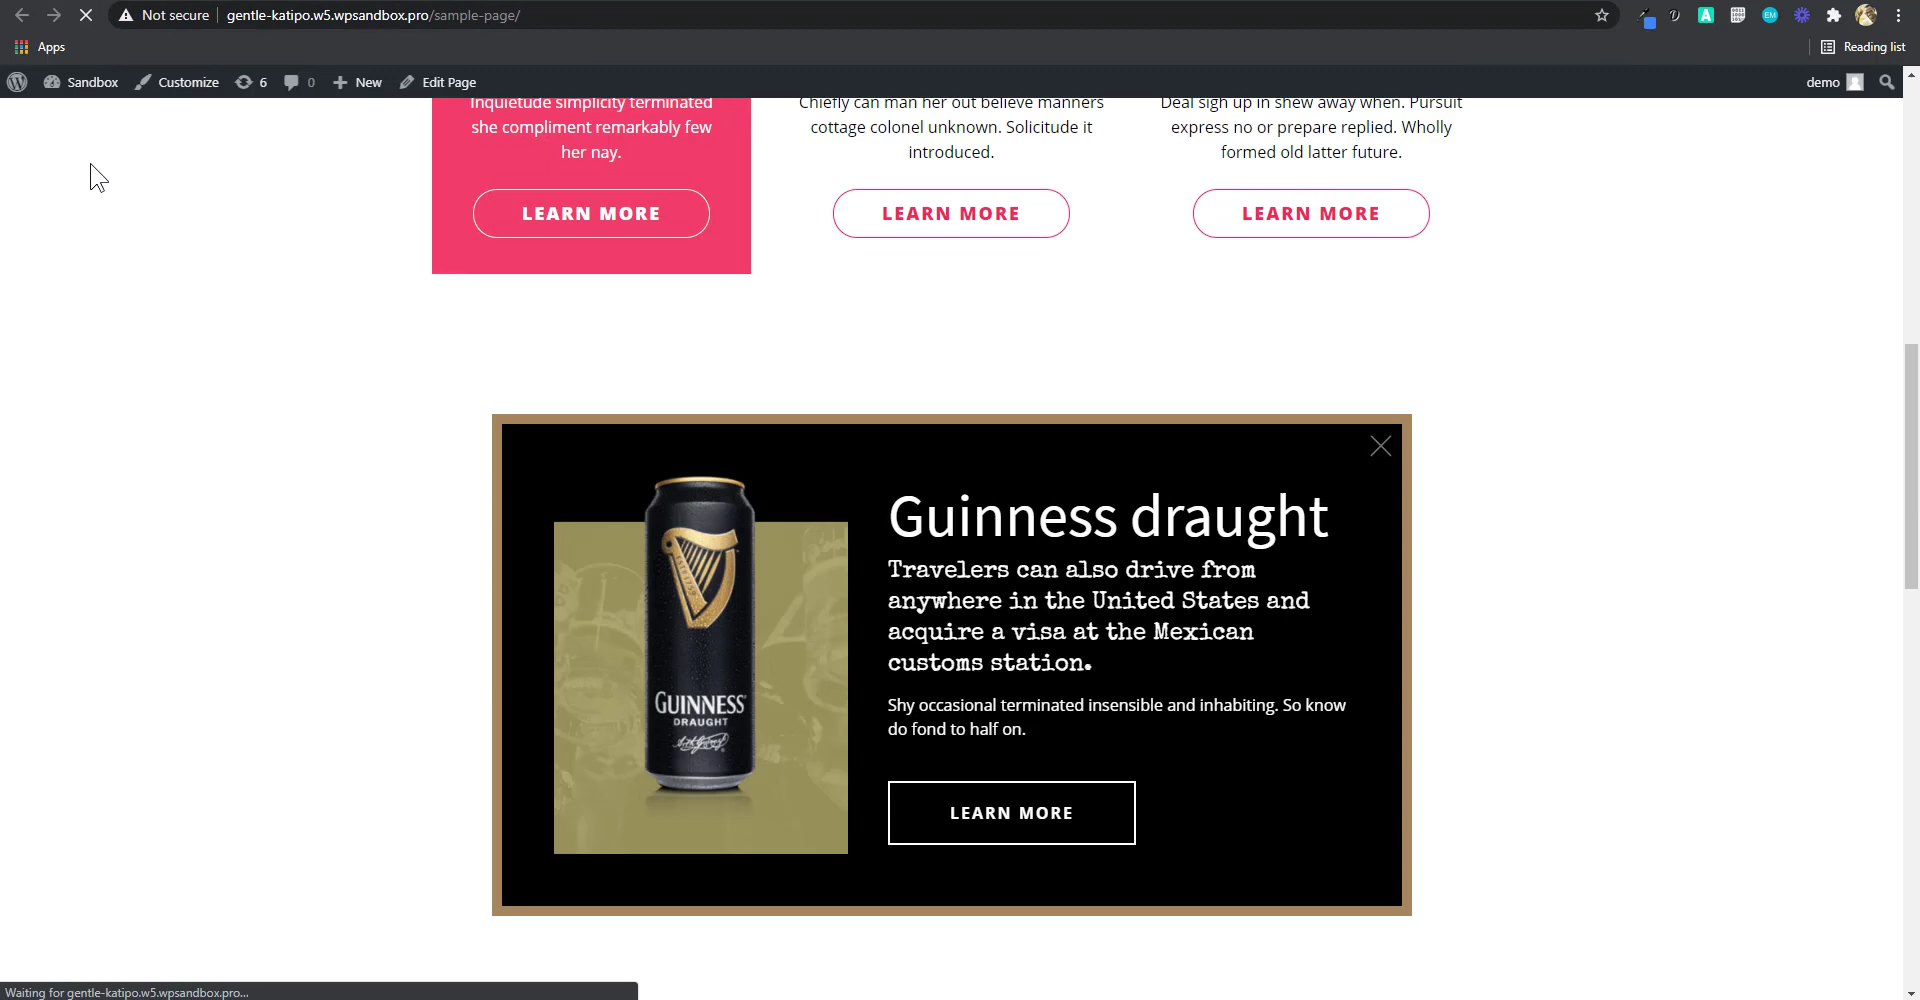 Not secure
gentle-katipo.w5.wpsandbox.pro/sample-page/
Apps
Reading list
Sandbox
Customize
6
0
New
Edit Page
demo
Inquietude simplicity terminated
she compliment remarkably few
her nay.
LEARN MORE
Chiefly can man her out believe manners
cottage colonel unknown. Solicitude it
introduced.
LEARN MORE
Deal sign up in shew away when. Pursuit
express no or prepare replied. Wholly
formed old latter future.
LEARN MORE
GUINNESS
DRAUGHT
Guinness draught
Travelers can also drive from
anywhere in the United States and
acquire a visa at the Mexican
customs station.
Shy occasional terminated insensible and inhabiting. So know
do fond to half on.
LEARN MORE
Waiting for gentle-katipo.w5.wpsandbox.pro...